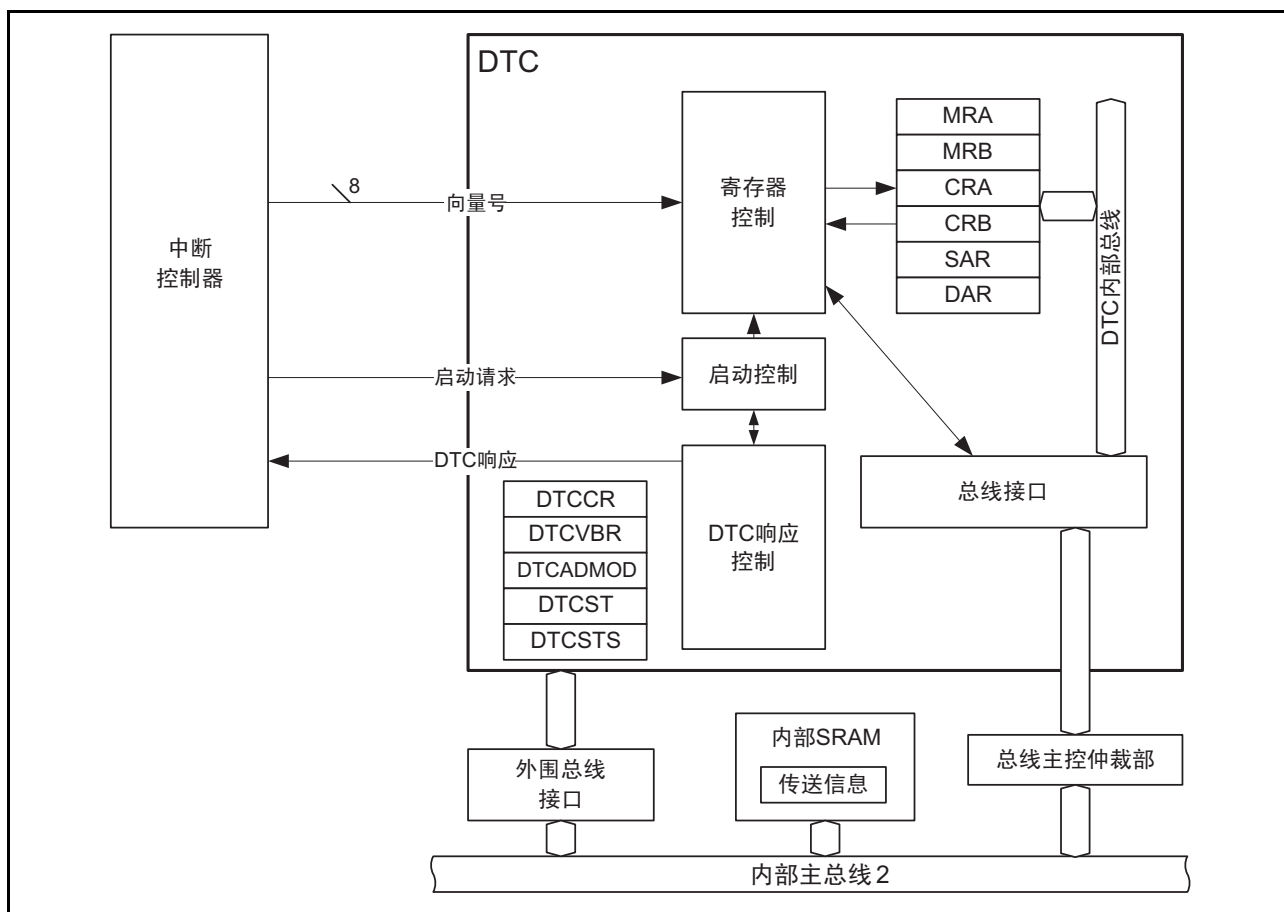 DTC
MRA
MRB
CRA
CRB
SAR
DAR
8
向量号
寄存器
控制
中断
控制器
DTC内部总线
启动请求
启动控制
DTC响应
总线接口
DTCCR
DTCVBR
DTCADMOD
DTCST
DTCSTS
DTC响应
控制
内部SRAM
传送信息
外围总线
接口
总线主控仲裁部
内部主总线2